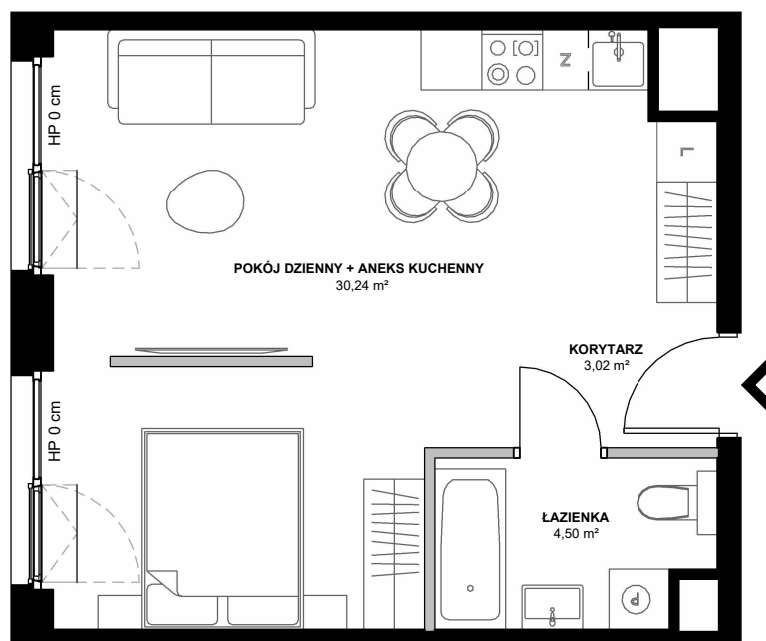 HP 0 cm
Z
L
POKÓJ DZIENNY + ANEKS KUCHENNY
30,24 m²
KORYTARZ
3,02 m²
HP 0 cm
ŁAZIENKA
4,50 m²
P